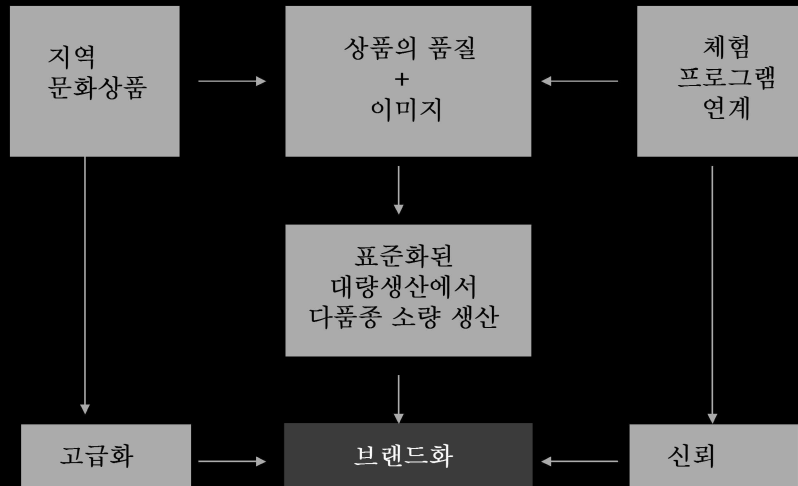 지역
문화상품
상품의 품질
+
이미지
체험
프로그램
연계
표준화된
대량생산에서
다품종 소량 생산
고급화
브랜드화
신뢰